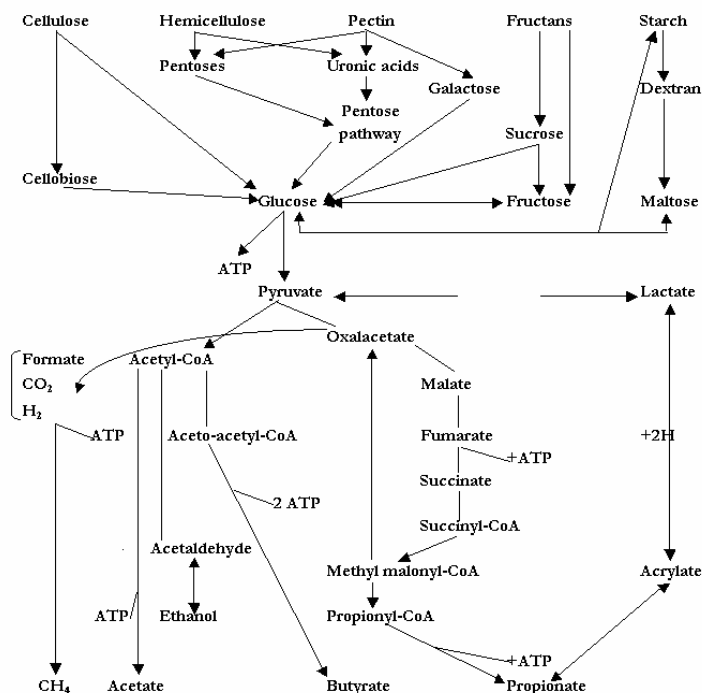 Cellulose Hemicellulose Pectin Fructans Starch
Pentoses Uronic acids
Galactose Dextran
Pentose
pathway Sucrose
Cellobiose
Glucose Fructose Maltose
ATP
Pyruvate Lactate
Oxalacetate
Formate Acetyl-CoA
CO₂ Malate
H₂
ATP Aceto-acetyl-CoA Fumarate +2H
+ATP
Succinate
2 ATP
Succinyl-CoA
Acetaldehyde
Methyl malonyl-CoA Acrylate
ATP Ethanol Propionyl-CoA
+ATP
CH₄ Acetate Butyrate Propionate